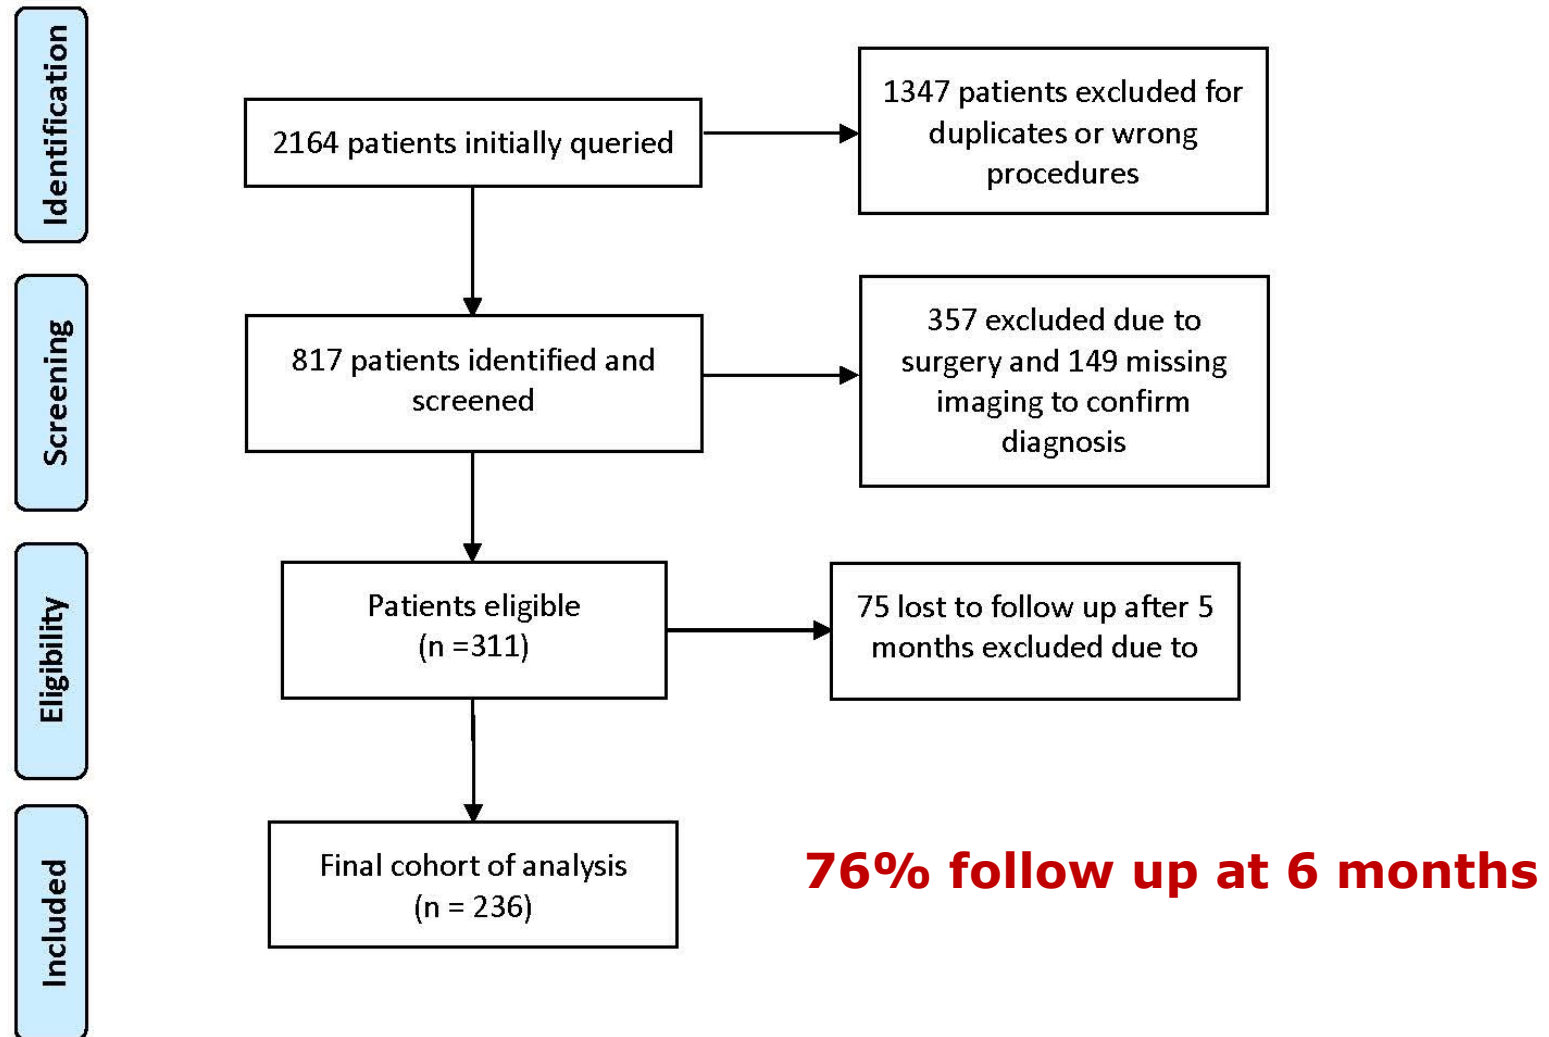 Identification
2164 patients initially queried
1347 patients excluded for
duplicates or wrong
procedures
Screening
817 patients identified and
screened
357 excluded due to
surgery and 149 missing
imaging to confirm
diagnosis
Eligibility
Patients eligible
(n =311)
75 lost to follow up after 5
months excluded due to
Included
Final cohort of analysis
(n = 236)
76% follow up at 6 months